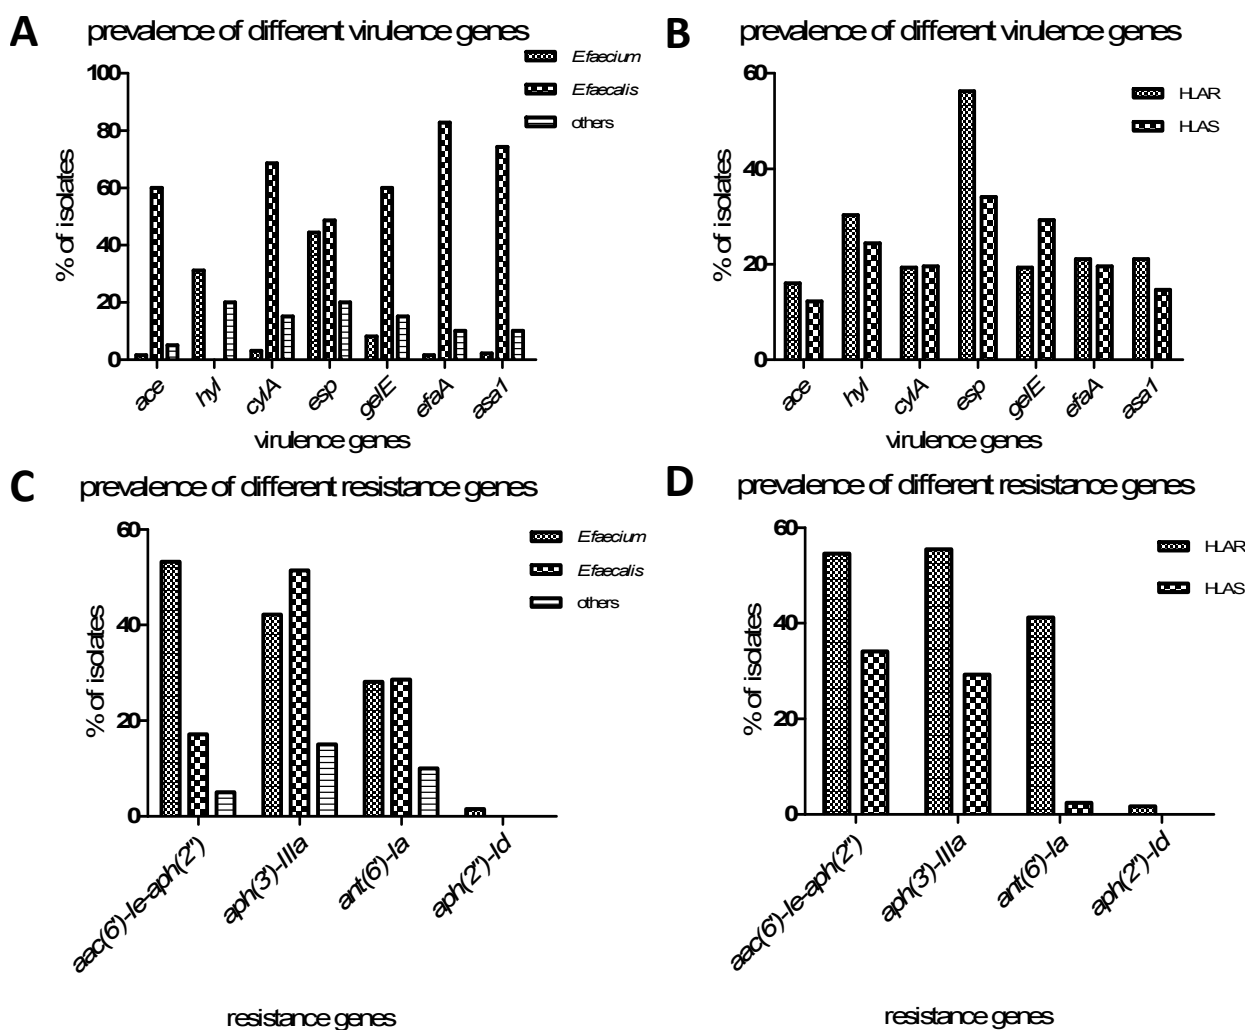 A
prevalence of different virulence genes
Efaecium
Efaecalis
others
100
80
60
40
20
0
% of isolates
ace
hyl
cylA
esp
gelE
efaA
asa1
virulence genes
B
prevalence of different virulence genes
HLAR
HLAS
60
40
20
0
% of isolates
ace
hyl
cylA
esp
gelE
efaA
asa1
virulence genes
C
prevalence of different resistance genes
Efaecium
Efaecalis
others
60
40
20
0
% of isolates
aac(6')-Ie-aph(2'')
aph(3')-IIIa
ant(6')-Ia
aph(2'')-Id
resistance genes
D
prevalence of different resistance genes
HLAR
HLAS
60
40
20
0
% of isolates
aac(6')-Ie-aph(2'')
aph(3')-IIIa
ant(6')-Ia
aph(2'')-Id
resistance genes